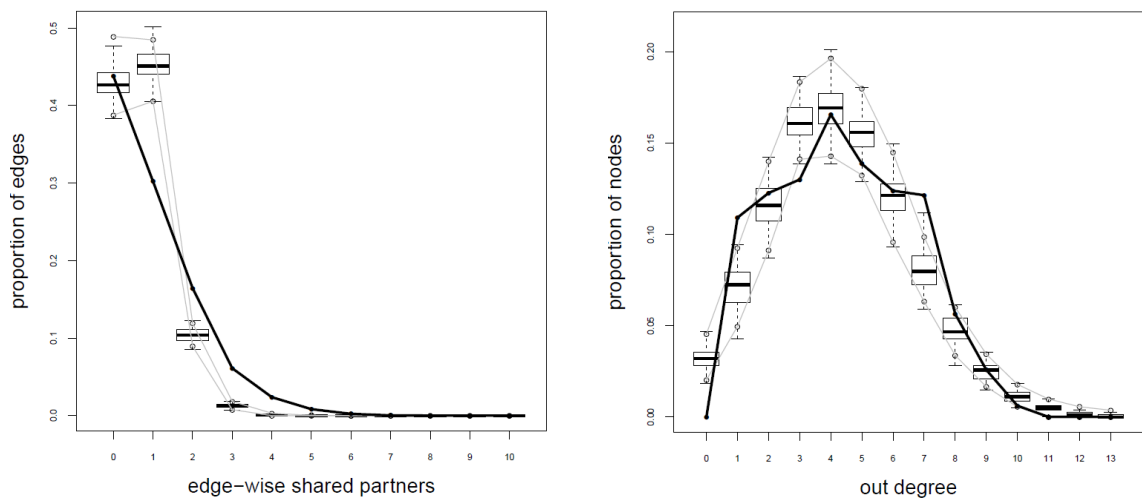 proportion of edges
0.5
0.4
0.3
0.2
0.1
0.0
0 1 2 3 4 5 6 7 8 9 10
edge-wise shared partners
proportion of nodes
0.20
0.15
0.10
0.05
0.00
0 1 2 3 4 5 6 7 8 9 10 11 12 13
out degree